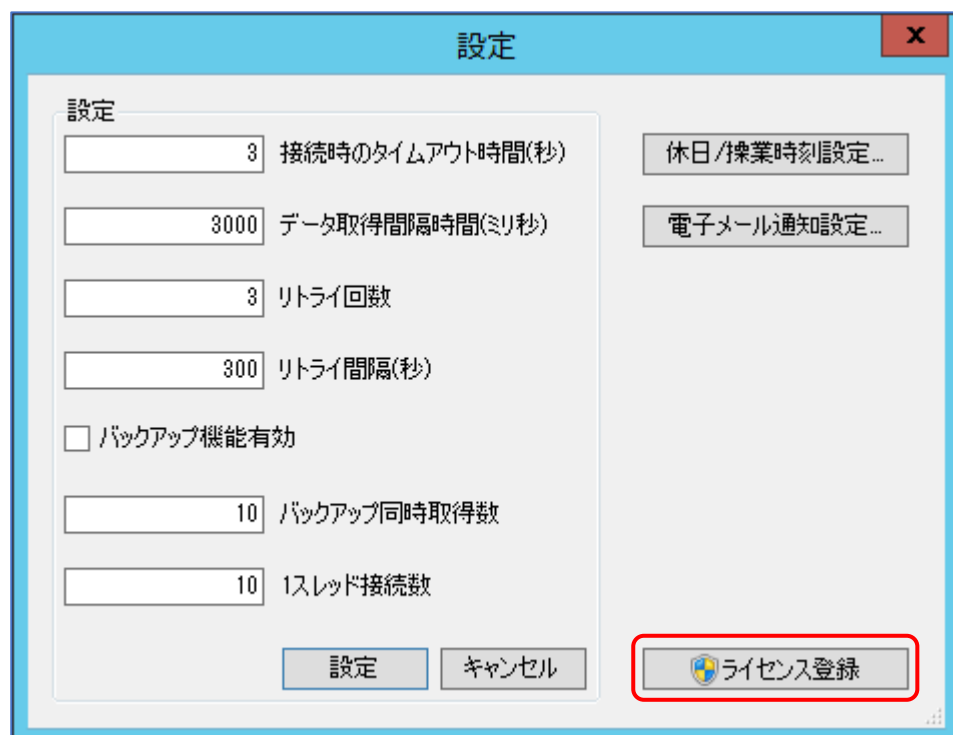 設定
x
設定
3 接続時のタイムアウト時間(秒)
休日/操業時刻設定...
3000 データ取得間隔時間(ミリ秒)
電子メール通知設定...
3 リトライ回数
300 リトライ間隔(秒)
バックアップ機能有効
10 バックアップ同時取得数
10 1スレッド接続数
設定 キャンセル
ライセンス登録